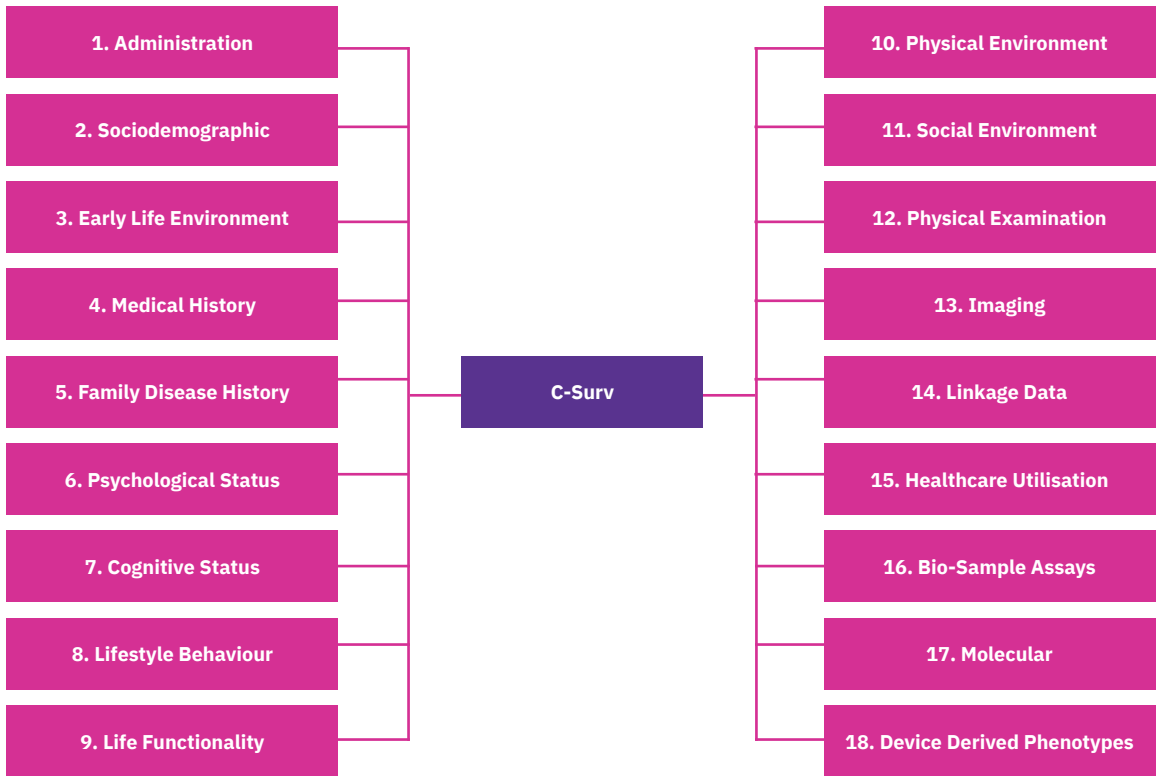 1. Administration
2. Sociodemographic
3. Early Life Environment
4. Medical History
5. Family Disease History
6. Psychological Status
7. Cognitive Status
8. Lifestyle Behaviour
9. Life Functionality
C-Surv
10. Physical Environment
11. Social Environment
12. Physical Examination
13. Imaging
14. Linkage Data
15. Healthcare Utilisation
16. Bio-Sample Assays
17. Molecular
18. Device Derived Phenotypes